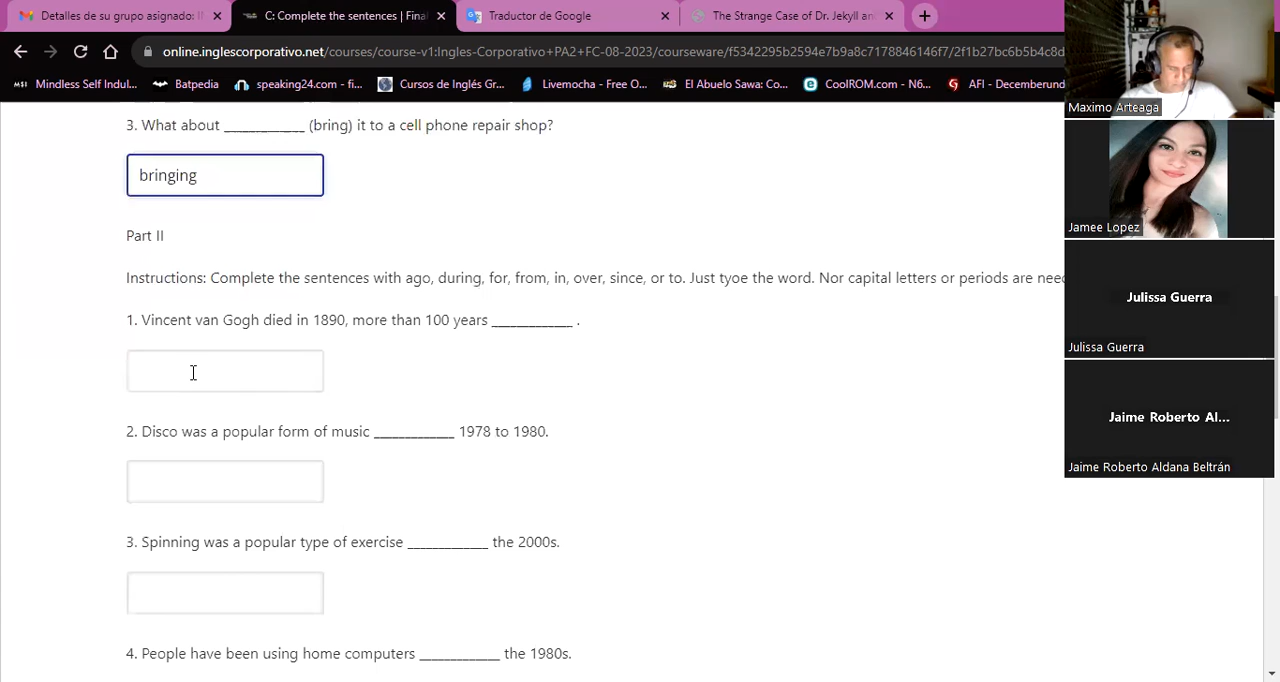 Detalles de su grupo asignado: I
C: Complete the sentences | Fina
Traductor de Google
The Strange Case of Dr. Jekyll an
online.inglescorporativo.net/courses/course-v1:Ingles-Corporativo+PA2+FC-08-2023/courseware/f5342295b2594e7b9a8c7178846146f7/2f1b27bc6b5b4c8d
Mindless Self Indul...
Batpedia
speaking24.com - fi...
Cursos de Inglés Gr...
Livemocha - Free O...
El Abuelo Sawa: Co...
CoolROM.com - N6...
AFI - Decemberund
3. What about ____________ (bring) it to a cell phone repair shop?
bringing
Part II
Instructions: Complete the sentences with ago, during, for, from, in, over, since, or to. Just tyoe the word. Nor capital letters or periods are nee
1. Vincent van Gogh died in 1890, more than 100 years ____________ .
2. Disco was a popular form of music ____________ 1978 to 1980.
3. Spinning was a popular type of exercise ____________ the 2000s.
4. People have been using home computers ____________ the 1980s.
Maximo Arteaga
Jamee Lopez
Julissa Guerra
Julissa Guerra
Jaime Roberto Al...
Jaime Roberto Aldana Beltrán